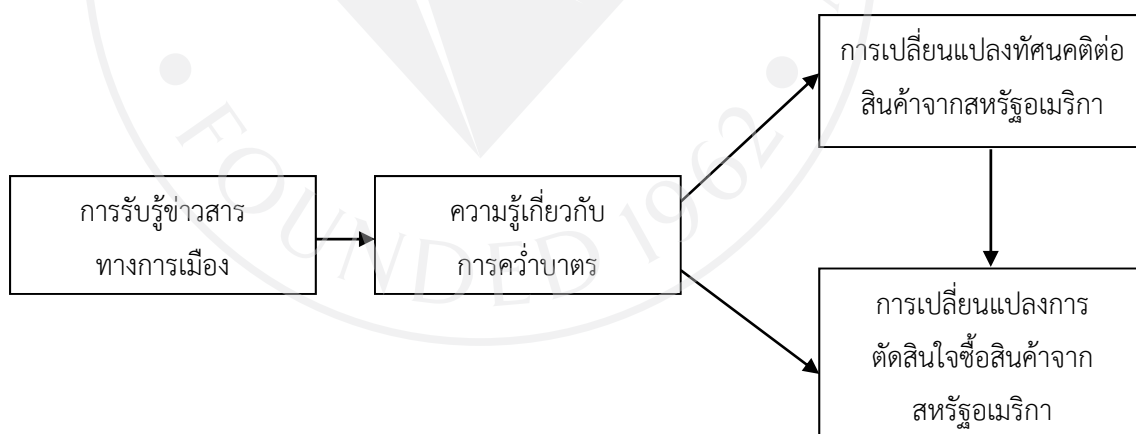 การเปลี่ยนแปลงทัศนคติต่อ
สินค้าจากสหรัฐอเมริกา
การรับรู้ข่าวสาร
ทางการเมือง
ความรู้เกี่ยวกับ
การคว่ำบาตร
การเปลี่ยนแปลงการ
ตัดสินใจซื้อสินค้าจาก
สหรัฐอเมริกา
FOUNDED 1962